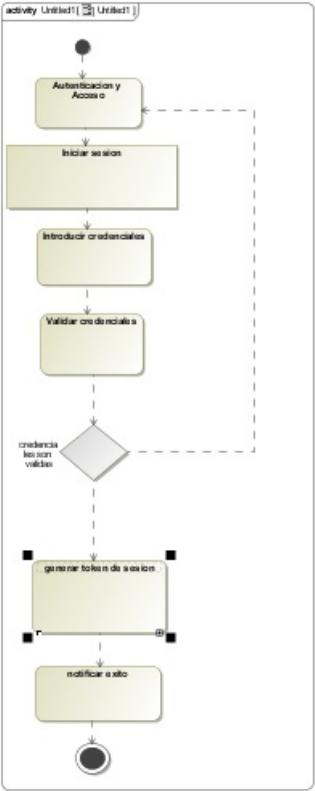 activity Untitled1[ Untitled1 ]
Autenticacion y
Acceso
Iniciar sesion
Introducir credenciales
Validar credenciales
credencia
les son
validas
generar token de sesion
notificar exito